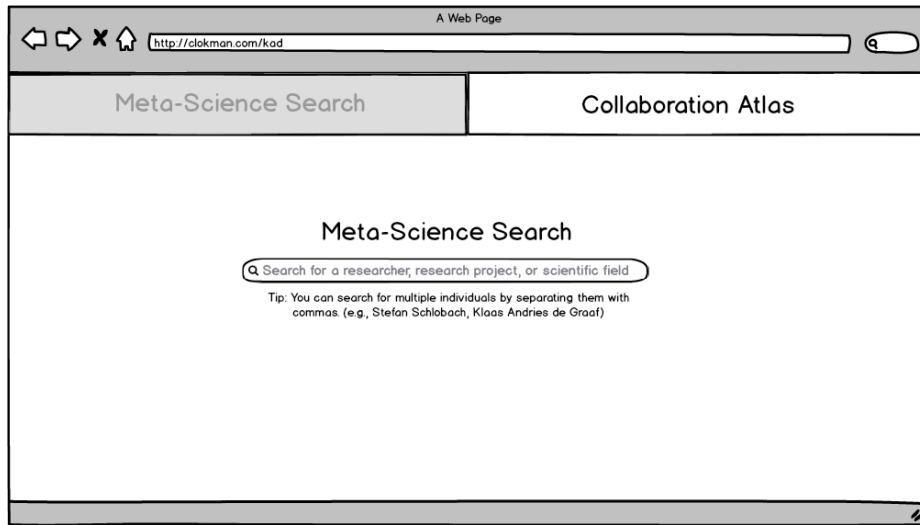 A Web Page
http://clokman.com/kad
Meta-Science Search
Collaboration Atlas
Meta-Science Search
Search for a researcher, research project, or scientific field
Tip: You can search for multiple individuals by separating them with
commas. (e.g., Stefan Schlobach, Klaas Andries de Graaf)